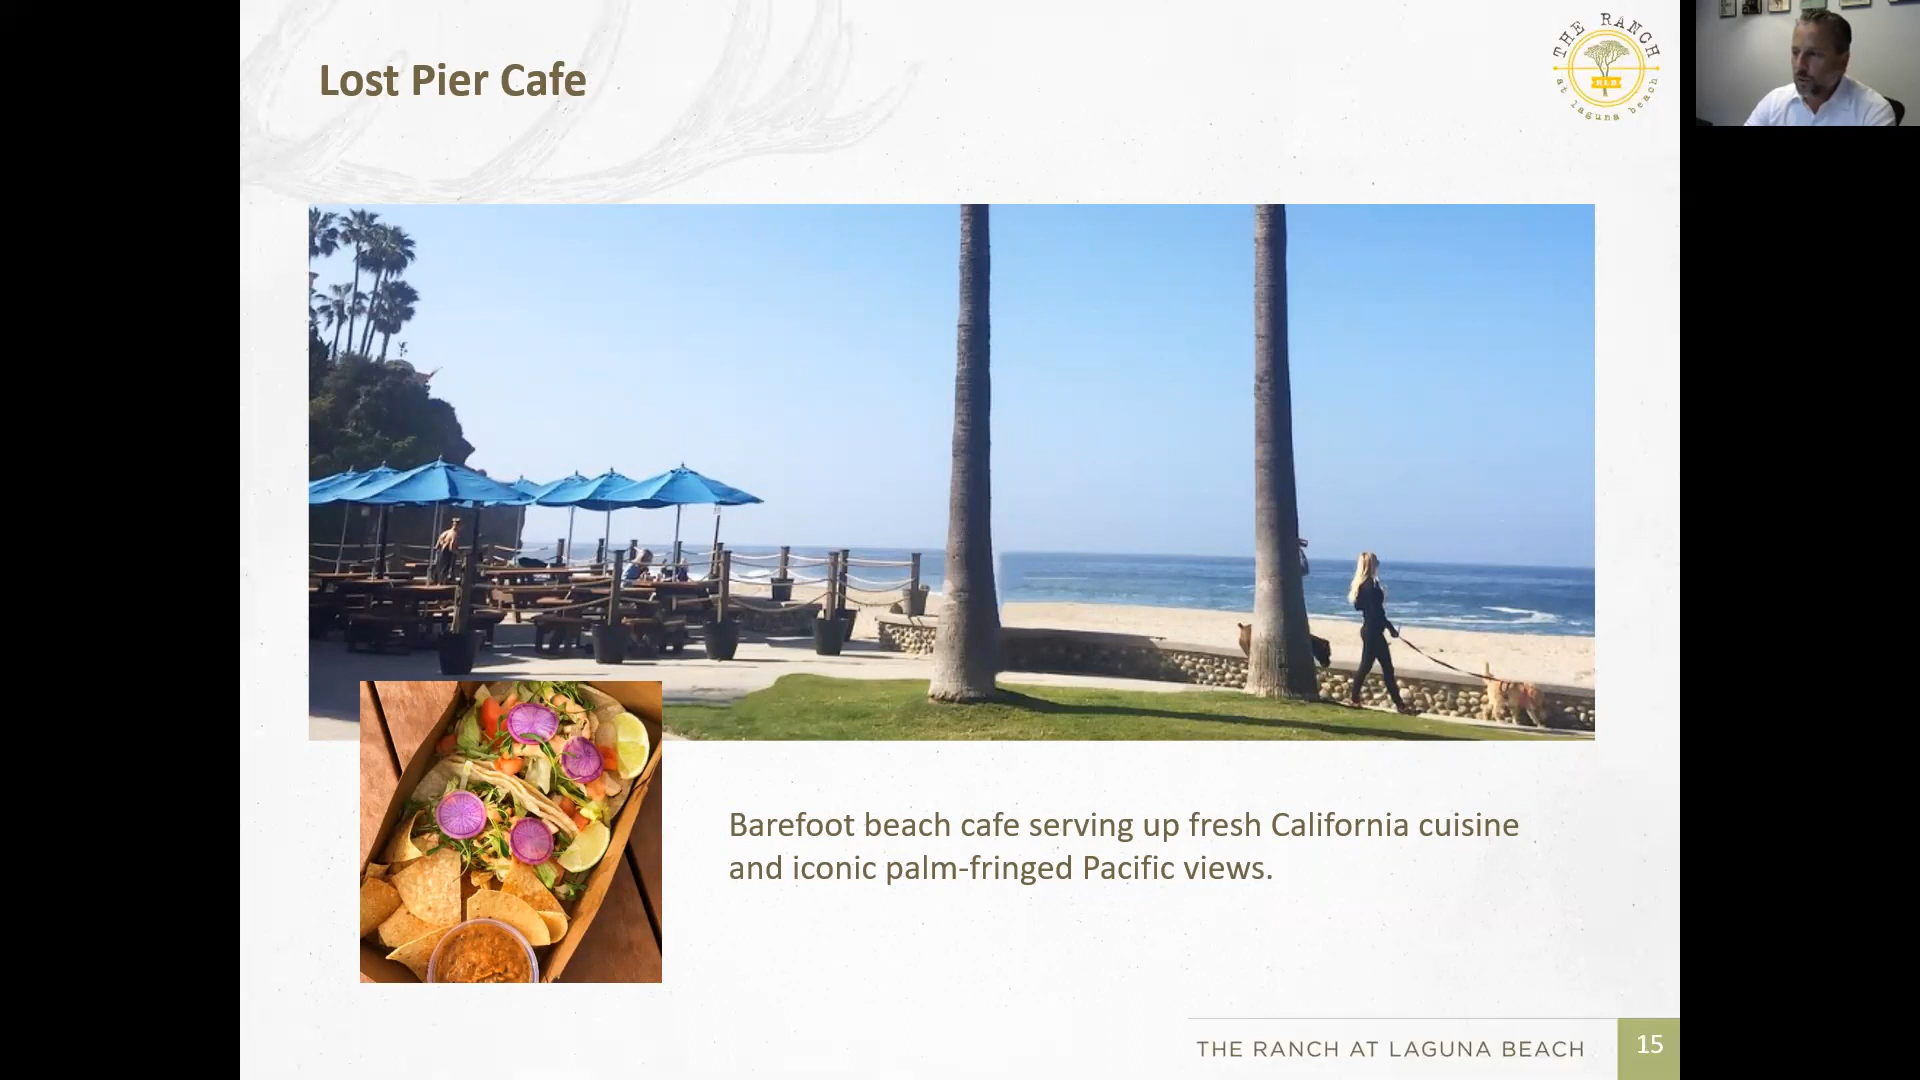 Lost Pier Cafe
THE RANCH
RLB
at laguna beach
Barefoot beach cafe serving up fresh California cuisine
and iconic palm-fringed Pacific views.
THE RANCH AT LAGUNA BEACH
15